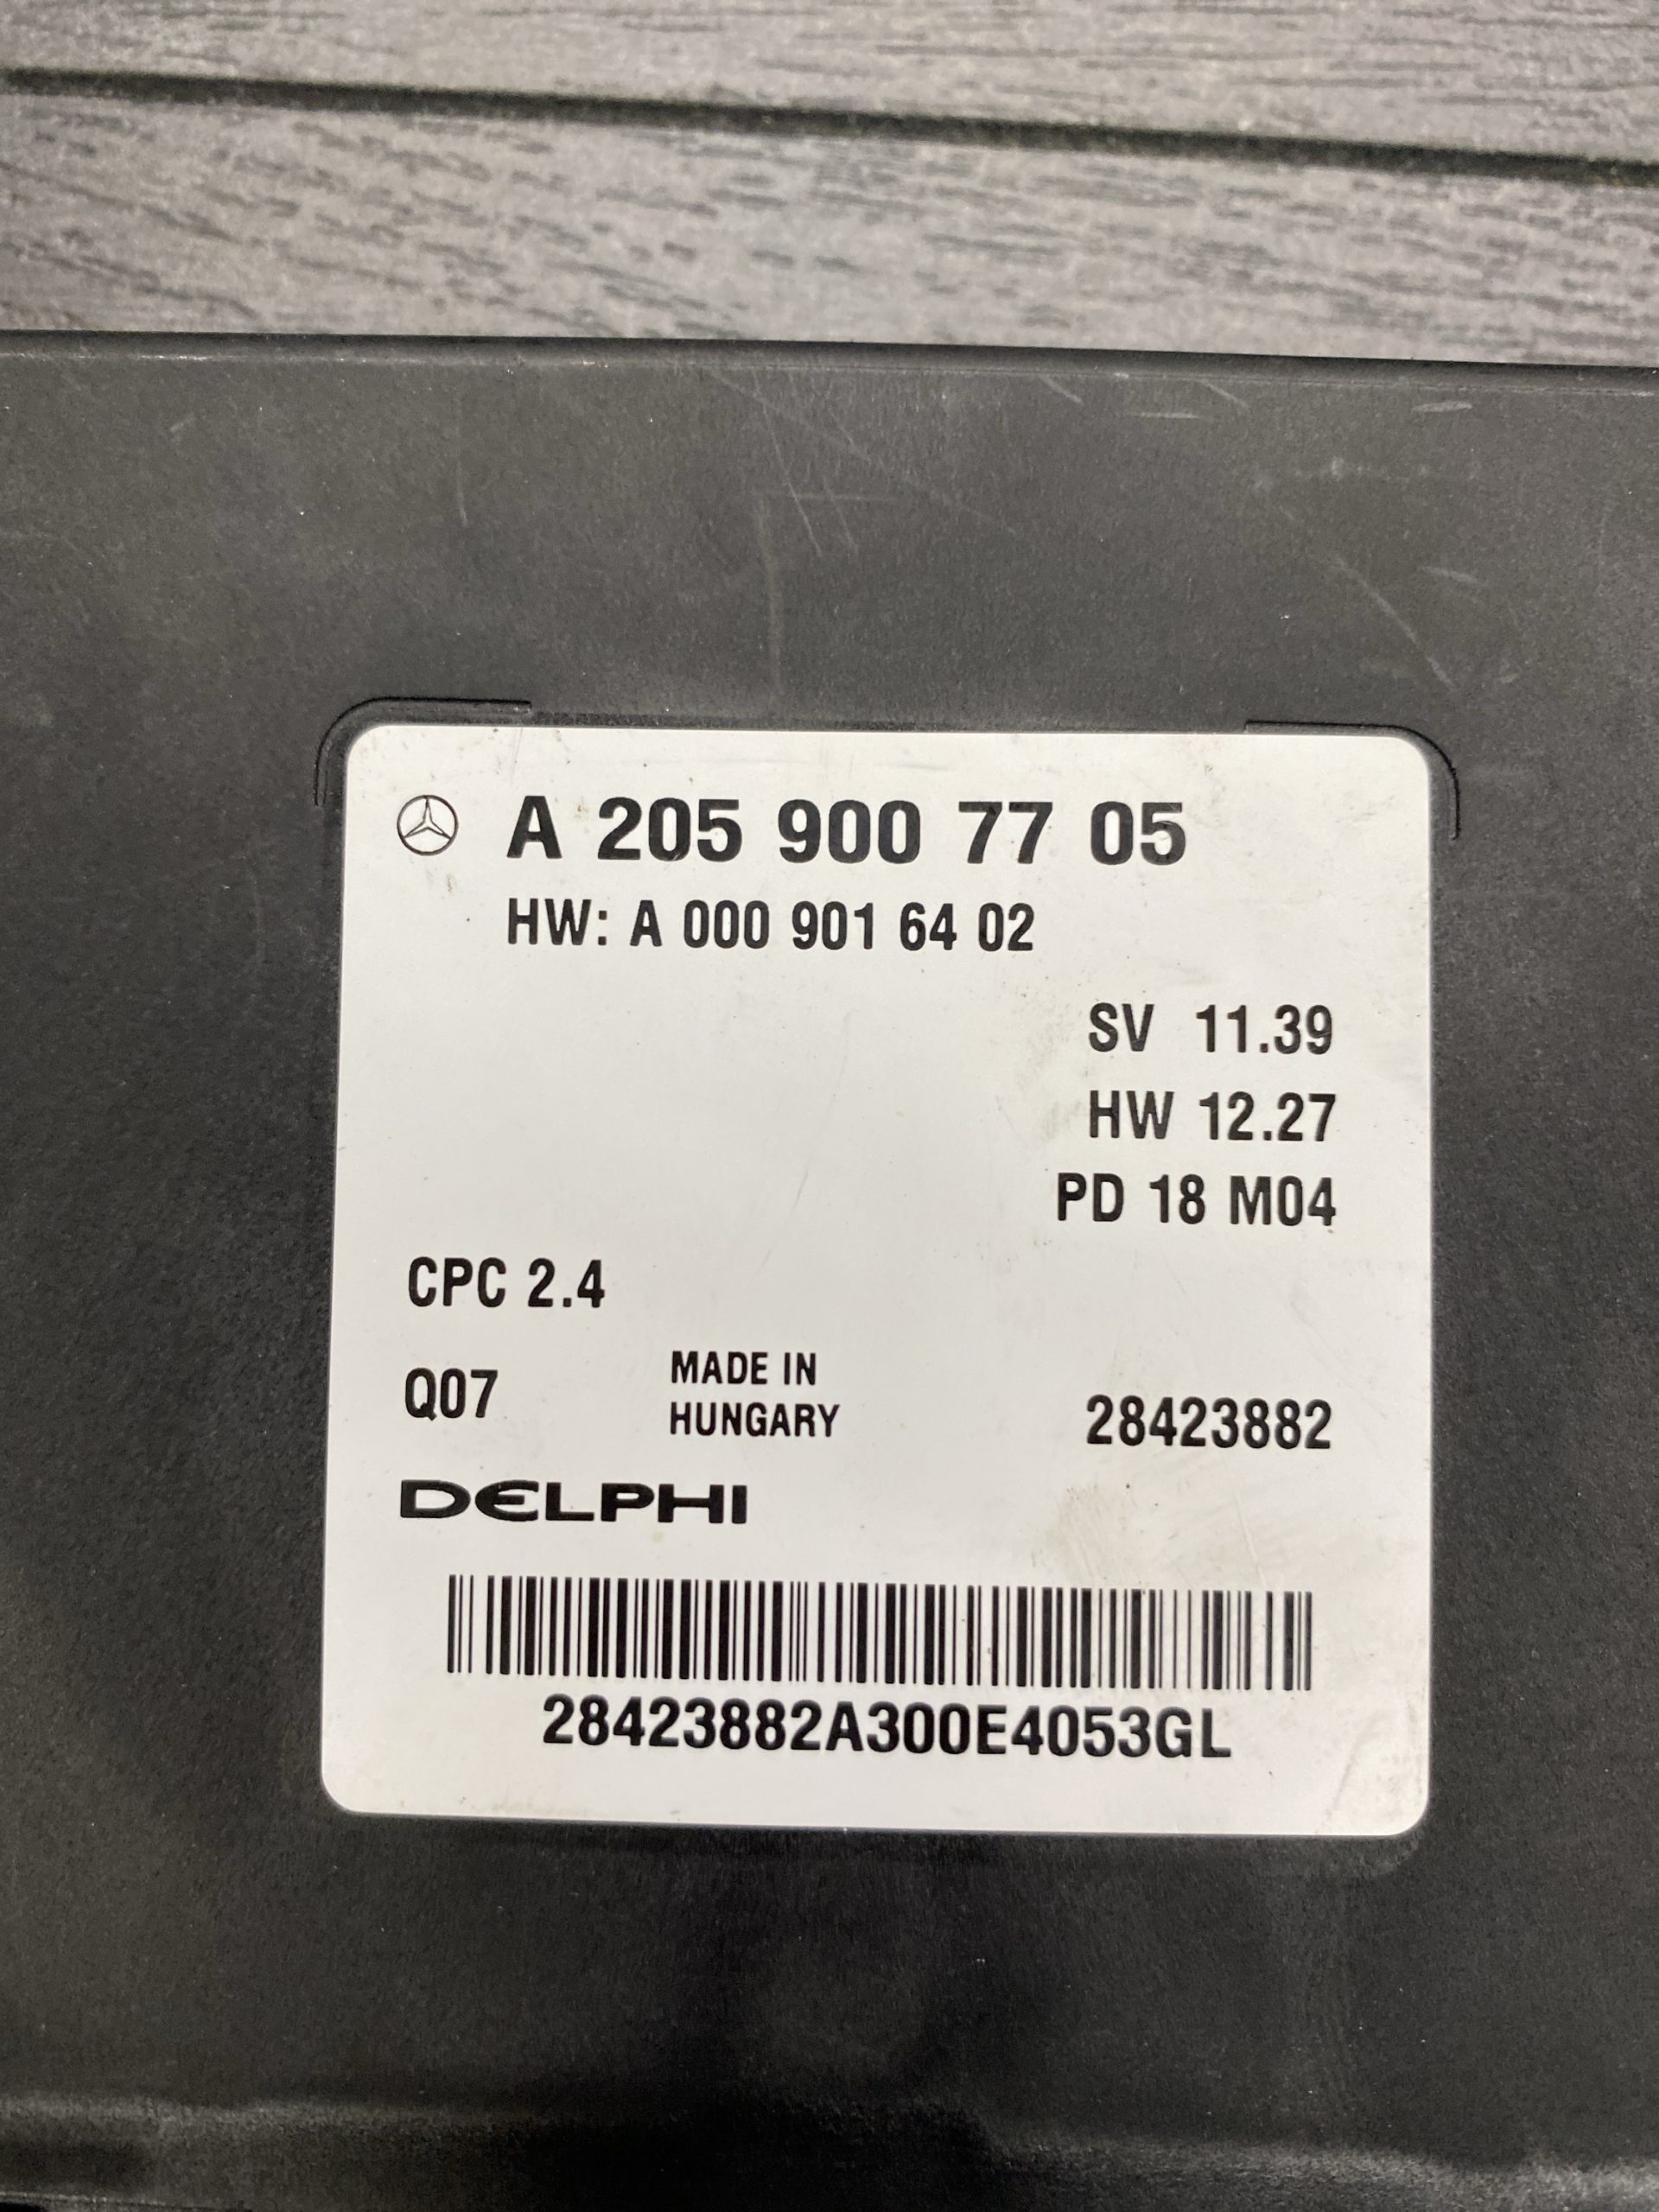 A 205 900 77 05
HW: A 000 901 64 02
SV 11.39
HW 12.27
PD 18 M04
CPC 2.4
Q07
MADE IN
HUNGARY
28423882
DELPHI
28423882A300E4053GL